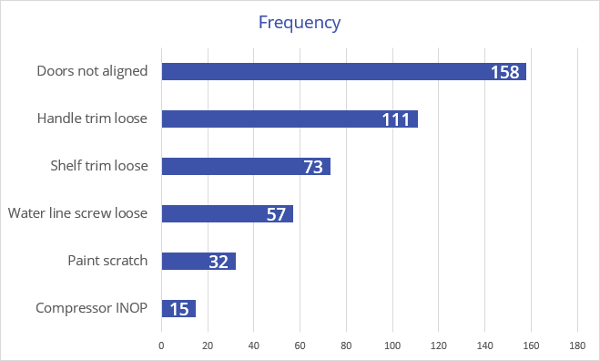 Frequency
Doors not aligned 158
Handle trim loose 111
Shelf trim loose 73
Water line screw loose 57
Paint scratch 32
Compressor INOP 15
0 20 40 60 80 100 120 140 160 180